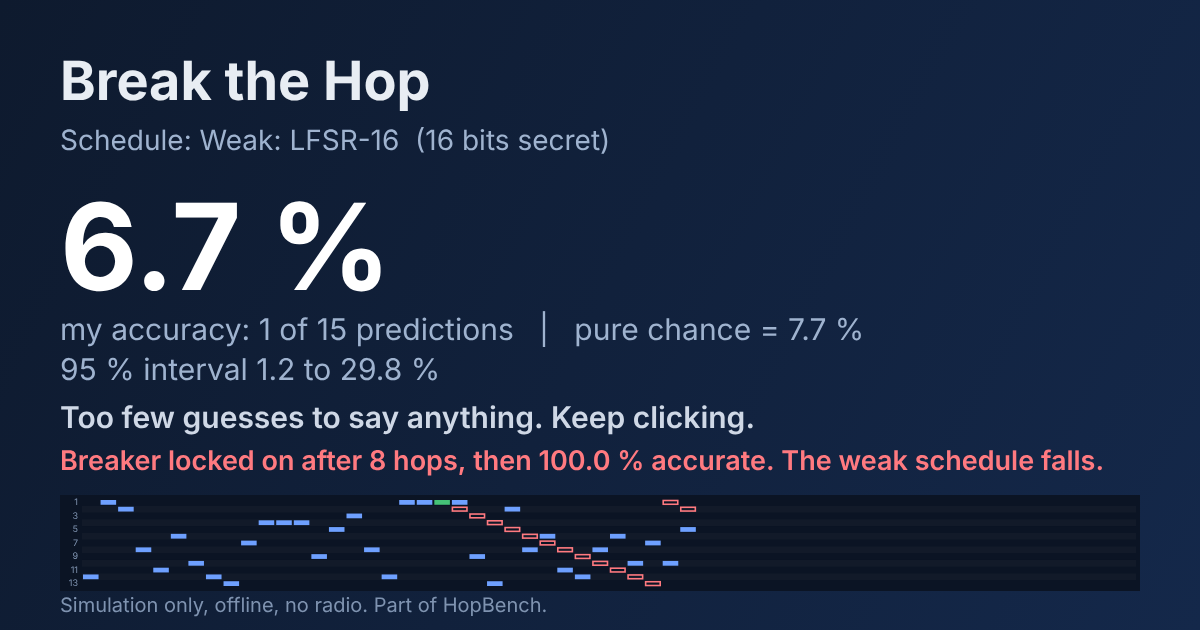 Break the Hop
Schedule: Weak: LFSR-16  (16 bits secret)
6.7 %
my accuracy: 1 of 15 predictions | pure chance = 7.7 %
95 % interval 1.2 to 29.8 %
Too few guesses to say anything. Keep clicking.
Breaker locked on after 8 hops, then 100.0 % accurate. The weak schedule falls.
1
3
5
7
9
11
13
Simulation only, offline, no radio. Part of HopBench.